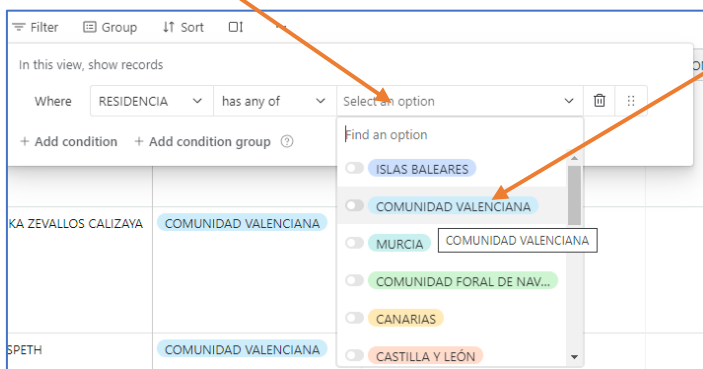 Filter Group Sort
In this view, show records
Where RESIDENCIA has any of Select an option
+ Add condition + Add condition group
Find an option
ISLAS BALEARES
COMUNIDAD VALENCIANA
MURCIA
COMUNIDAD VALENCIANA
COMUNIDAD FORAL DE NAV...
CANARIAS
CASTILLA Y LEÓN
KA ZEVALLOS CALIZAYA COMUNIDAD VALENCIANA
SPETH COMUNIDAD VALENCIANA